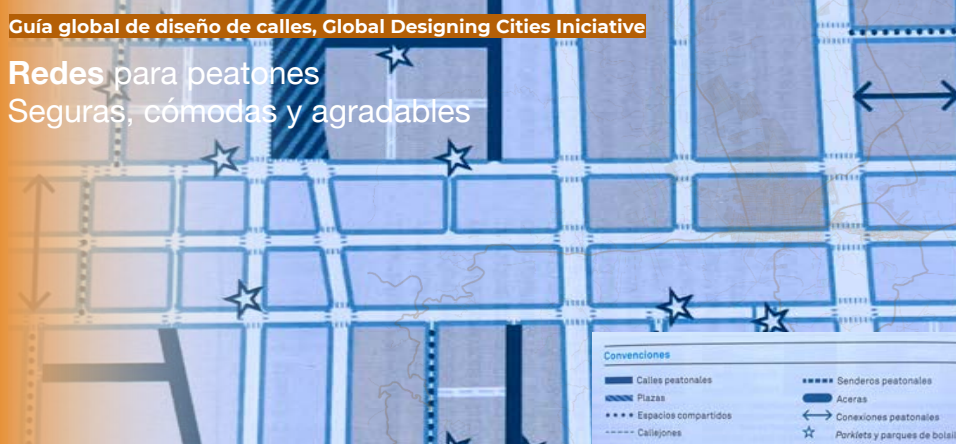 Guía global de diseño de calles, Global Designing Cities Iniciative
Redes para peatones
Seguras, cómodas y agradables
Convenciones
Calles peatonales
Plazas
Espacios compartidos
Callejones
Senderos peatonales
Aceras
Conexiones peatonales
Parklets y parques de